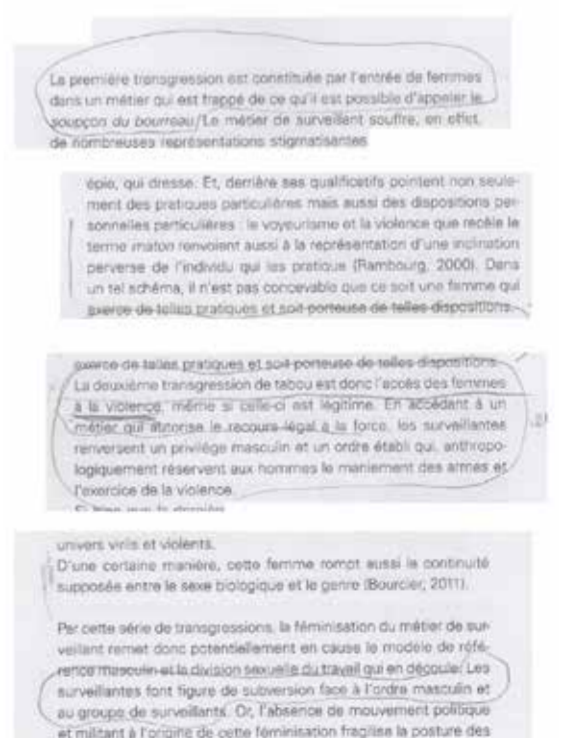 La première transgression est constituée par l'entrée de femmes
dans un métier qui est frappé de ce qu'il est possible d'appeler le
soupçon du bourreau/Le métier de surveillant souffre, en effet,
de nombreuses représentations stigmatisantes
épie, qui dresse. Et, derrière ses qualificatifs pointent non seule-
ment des pratiques particulières mais aussi des dispositions per-
sonnelles particulières : le voyeurisme et la violence que recèle le
terme maton renvoient aussi à la représentation d'une inclination
perverse de l'individu qui les pratique (Rambourg, 2000). Dans
un tel schéma, il n'est pas concevable que ce soit une femme qui
exerce de telles pratiques et soit porteuse de telles dispositions.
exerce de telles pratiques et soit porteuse de telles dispositions.
La deuxième transgression de tabou est donc l'accès des femmes
à la violence, même si celle-ci est légitime. En accédant à un
métier qui autorise le recours légal à la force, les surveillantes
renversent un privilège masculin et un ordre établi qui, anthropo-
logiquement réservent aux hommes le maniement des armes et
l'exercice de la violence.
Si bien que la dernière
univers virils et violents.
D'une certaine manière, cette femme rompt aussi la continuité
supposée entre le sexe biologique et le genre (Bourcier, 2011).
Par cette série de transgressions, la féminisation du métier de sur-
veillant remet donc potentiellement en cause le modèle de réfé-
rence masculin et la division sexuelle du travail qui en découle. Les
surveillantes font figure de subversion face à l'ordre masculin et
au groupe de surveillants. Or, l'absence de mouvement politique
et militant à l'origine de cette féminisation fragilise la posture des